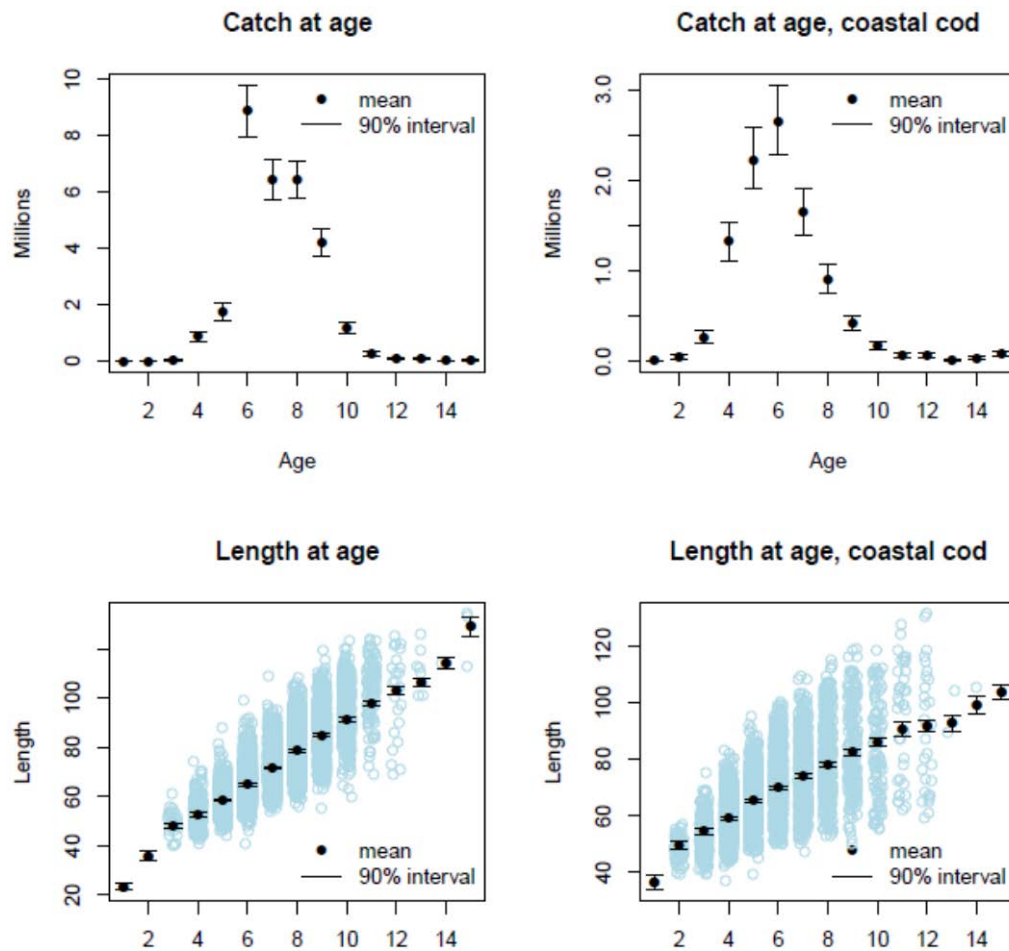 Catch at age
Catch at age, coastal cod
10
8
6
4
2
0
Millions
mean
90% interval
2 4 6 8 10 12 14
Age
3.0
2.0
1.0
0.0
Millions
mean
90% interval
2 4 6 8 10 12 14
Age
Length at age
Length at age, coastal cod
100
80
60
40
20
Length
mean
90% interval
2 4 6 8 10 12 14
120
100
80
60
40
Length
mean
90% interval
2 4 6 8 10 12 14